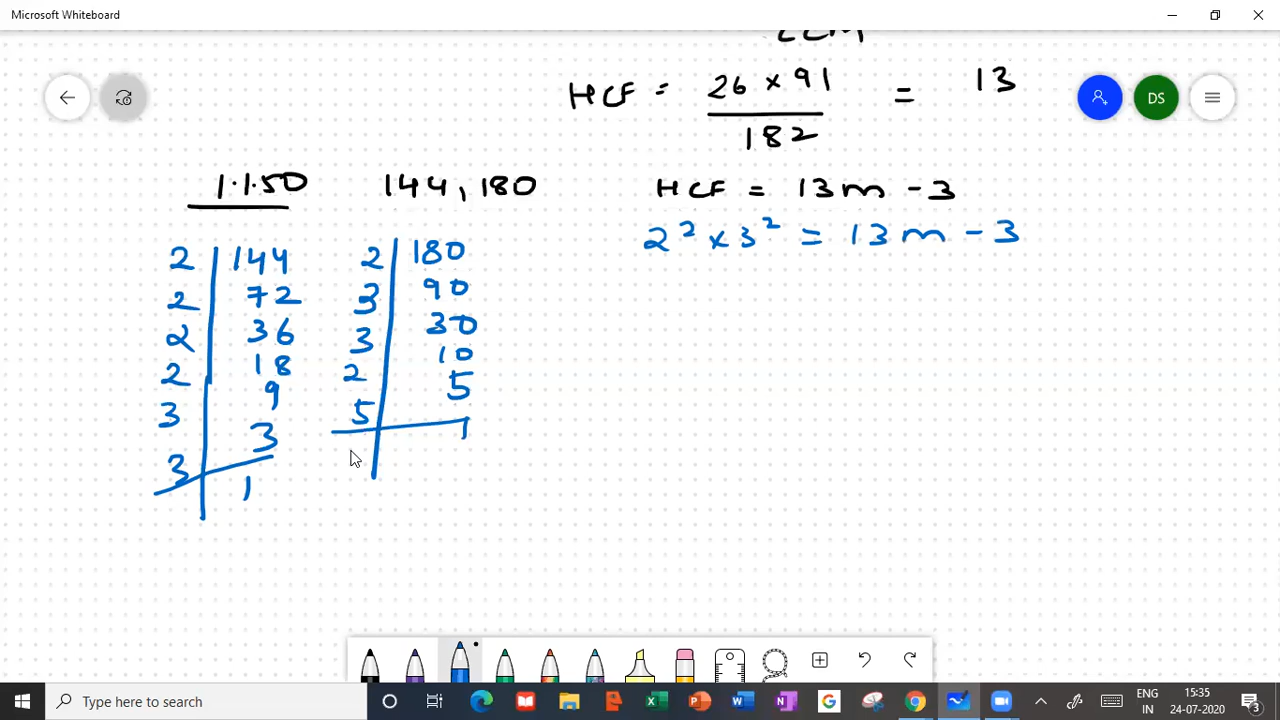 Microsoft Whiteboard
LCM
HCF = 26 × 91 / 182 = 13
DS
1.1.50 144, 180 HCF = 13m - 3
2² × 3² = 13m - 3
2 | 144 2 | 180
2 | 72 3 | 90
2 | 36 3 | 30
2 | 18 2 | 10
3 | 9 5 | 5
3 | 3 1
1
Type here to search
ENG
IN
15:35
24-07-2020
3